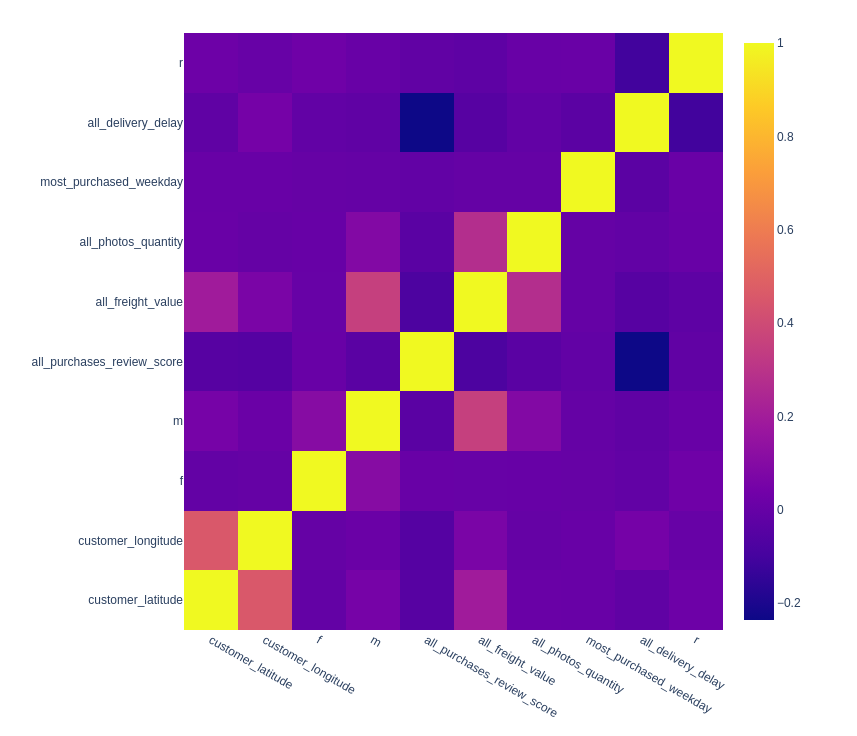 r
all_delivery_delay
most_purchased_weekday
all_photos_quantity
all_freight_value
all_purchases_review_score
m
f
customer_longitude
customer_latitude
customer_latitude
customer_longitude
f
m
all_purchases_review_score
all_freight_value
all_photos_quantity
most_purchased_weekday
all_delivery_delay
r
1
0.8
0.6
0.4
0.2
0
−0.2